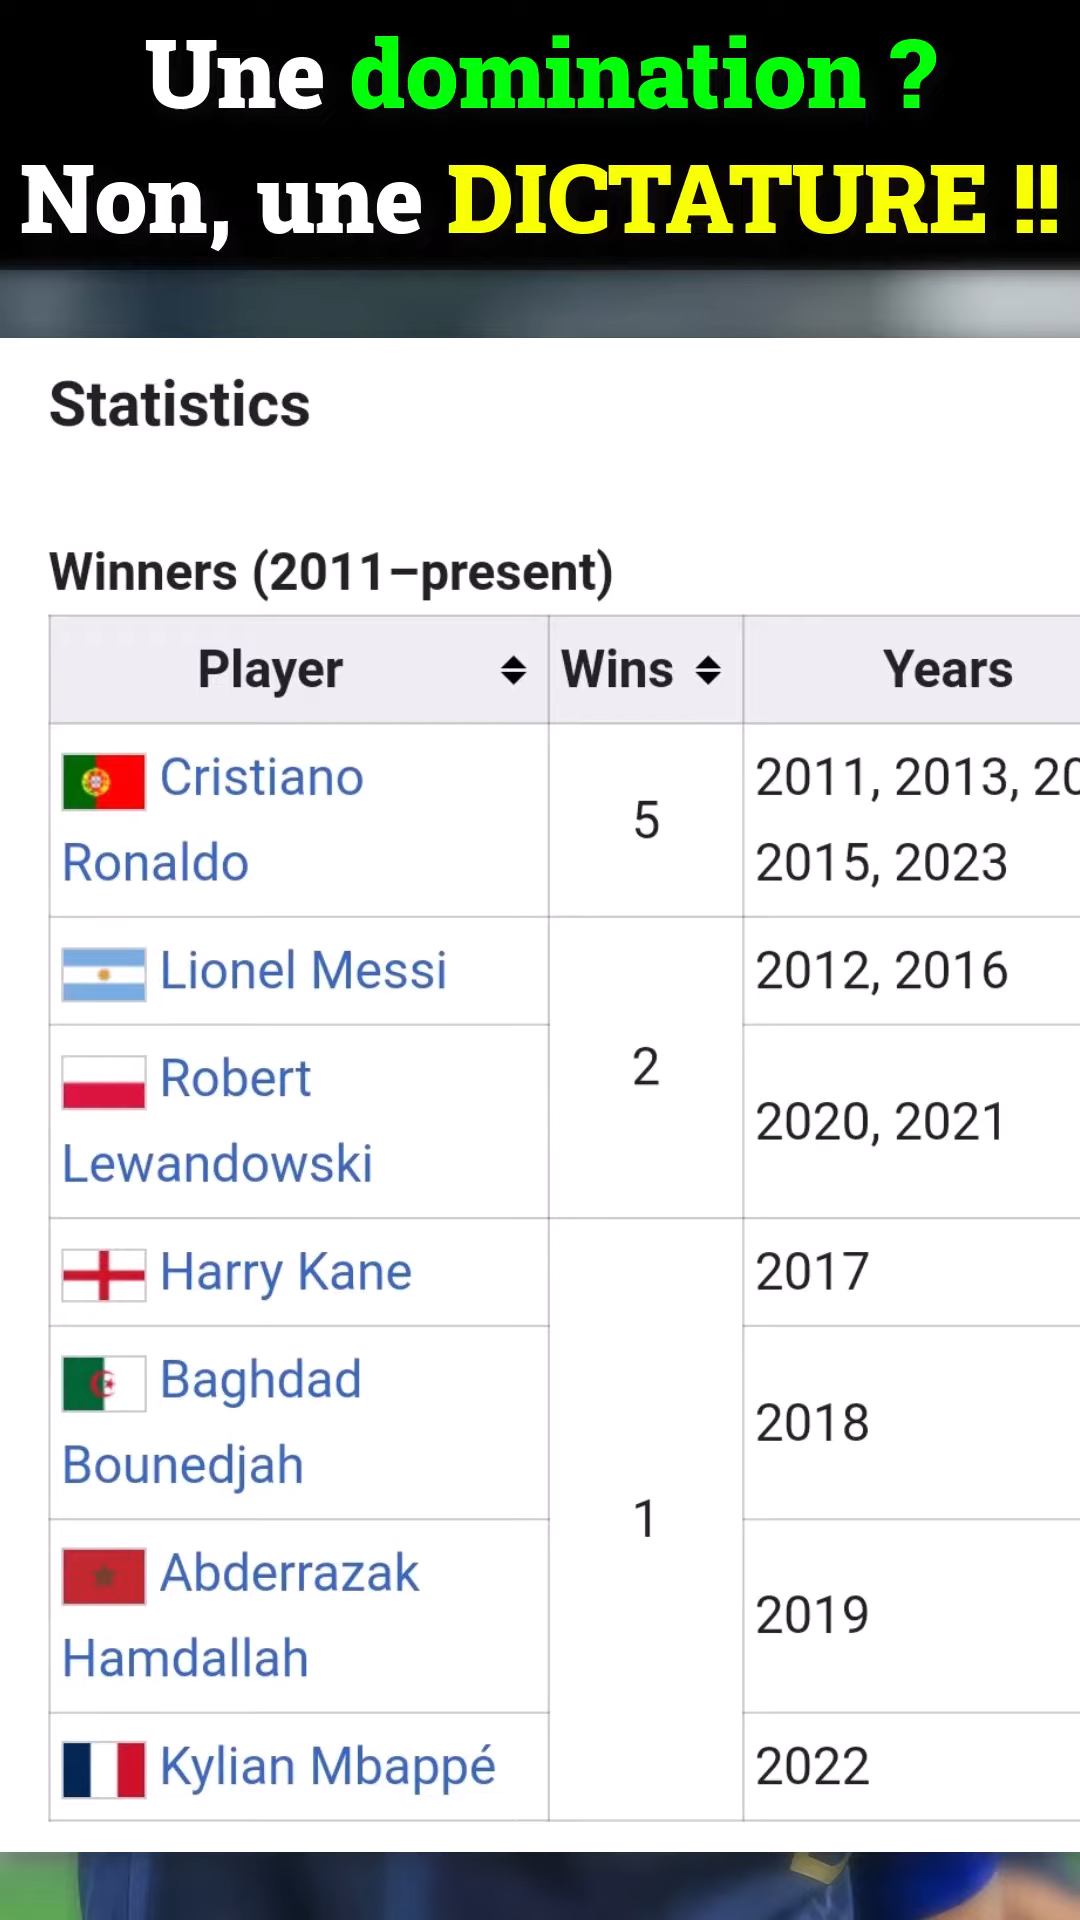 Une domination ?
Non, une DICTATURE !!
Statistics
Winners (2011–present)
Player Wins Years
Cristiano Ronaldo 5 2011, 2013, 2015, 2023
Lionel Messi 2 2012, 2016
Robert Lewandowski 2020, 2021
Harry Kane 1 2017
Baghdad Bounedjah 2018
Abderrazak Hamdallah 2019
Kylian Mbappé 2022